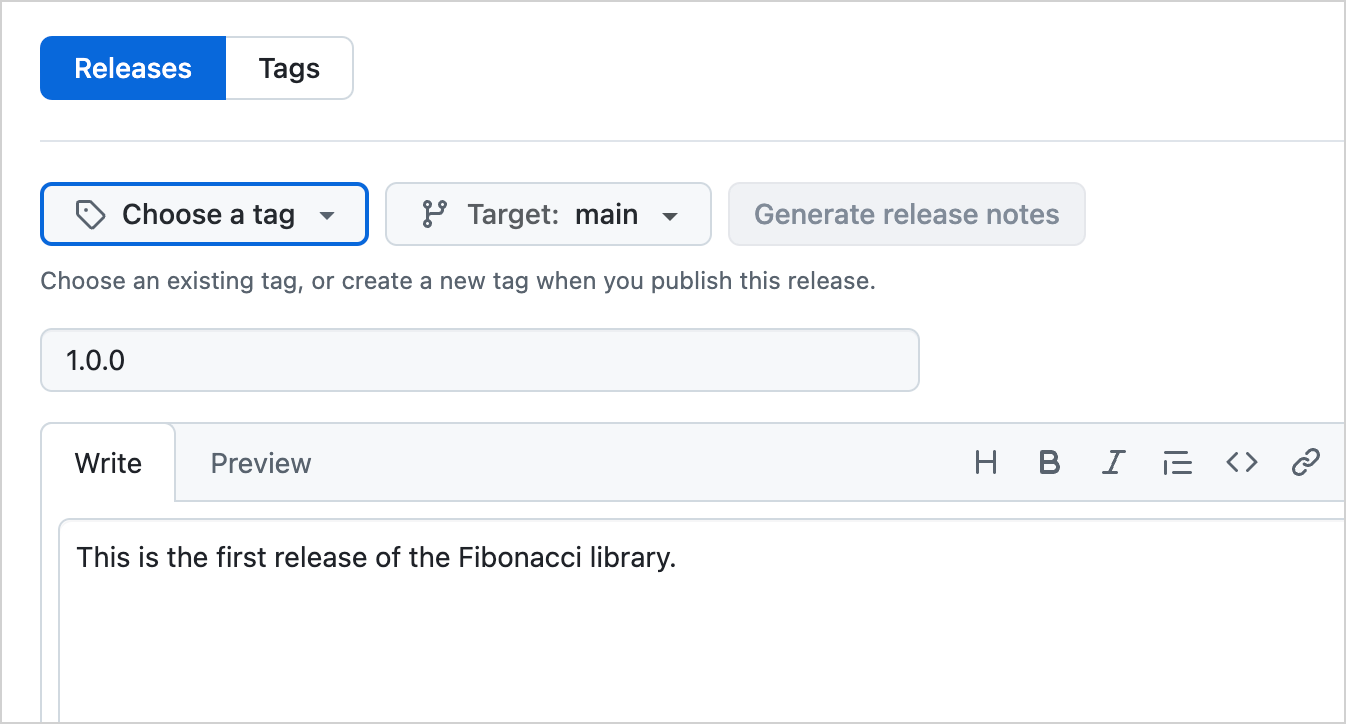 Releases Tags
Choose a tag Target: main Generate release notes
Choose an existing tag, or create a new tag when you publish this release.
1.0.0
Write Preview H B I <>
This is the first release of the Fibonacci library.